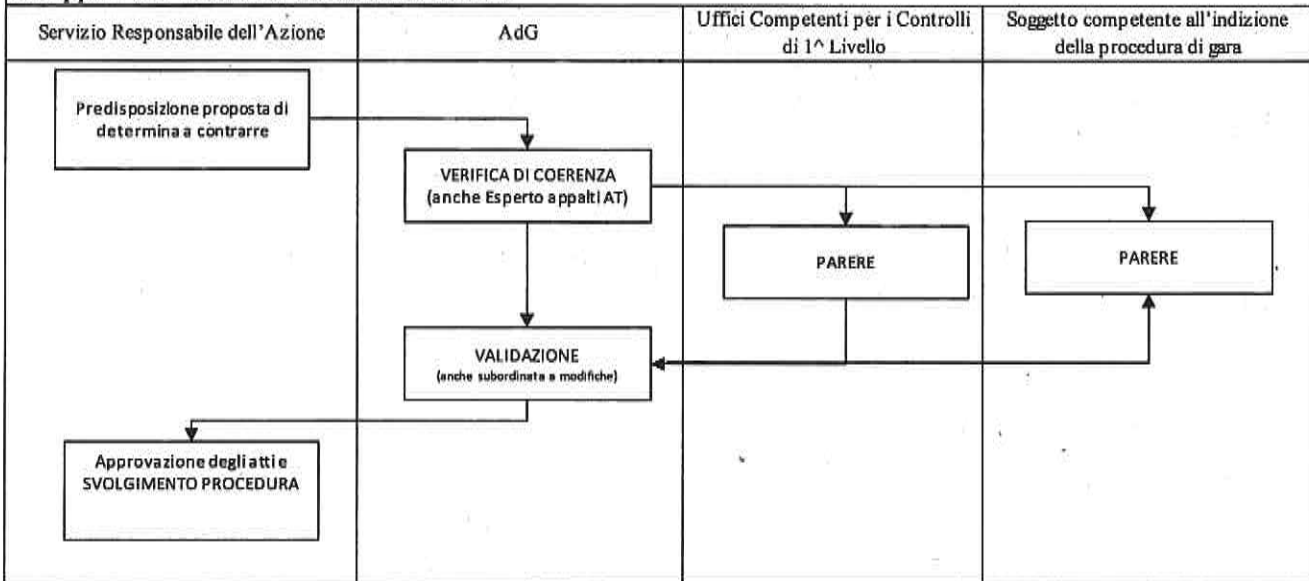 Servizio Responsabile dell'Azione
AdG
Uffici Competenti per i Controlli
di 1^ Livello
Soggetto competente all'indizione
della procedura di gara
Predisposizione proposta di
determina a contrarre
VERIFICA DI COERENZA
(anche Esperto appalti AT)
PARERE
PARERE
VALIDAZIONE
(anche subordinata a modifiche)
Approvazione degli atti e
SVOLGIMENTO PROCEDURA